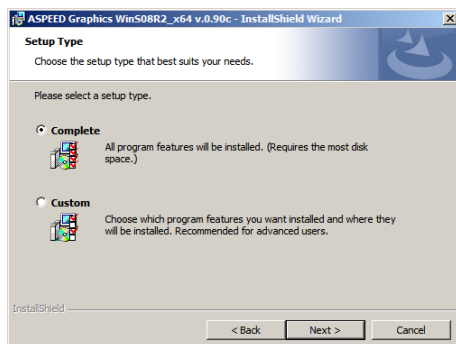 ASPEED Graphics WinS08R2_x64 v.0.90c - InstallShield Wizard
Setup Type
Choose the setup type that best suits your needs.
Please select a setup type.
Complete
All program features will be installed. (Requires the most disk
space.)
Custom
Choose which program features you want installed and where they
will be installed. Recommended for advanced users.
InstallShield
< Back
Next >
Cancel